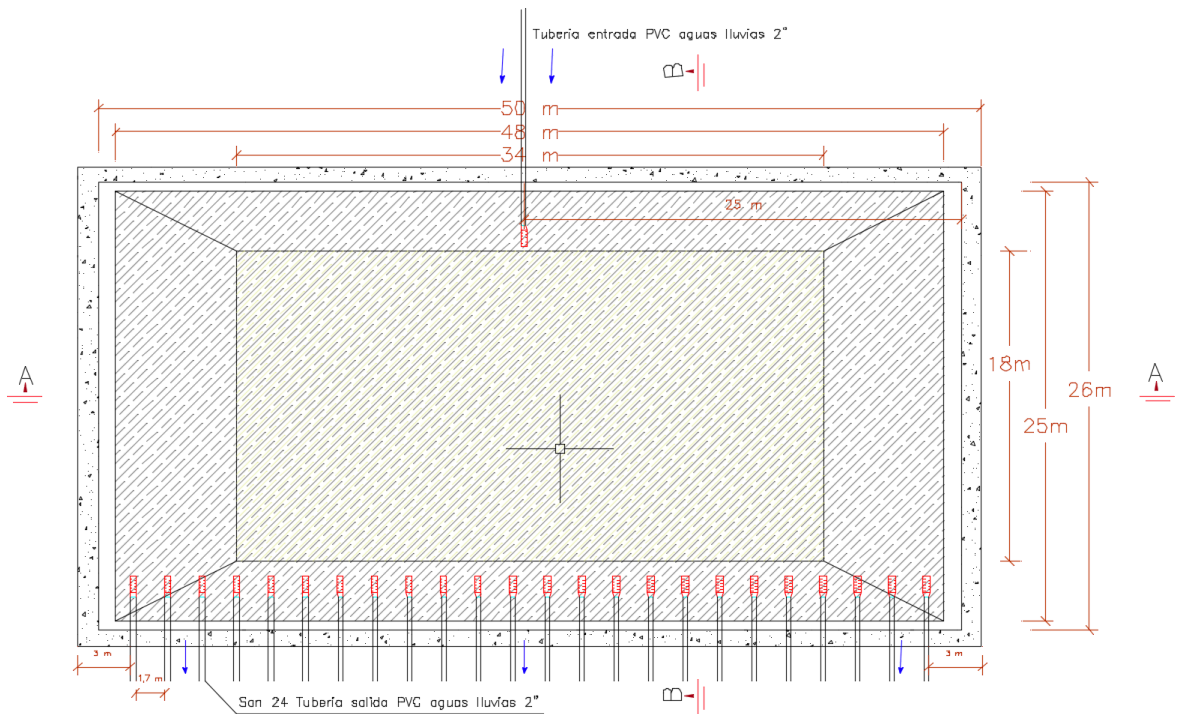 Tuberia entrada PVC aguas lluvias 2"
B
50 m
48 m
34 m
25 m
A
A
18m
26m
25m
3 m
3 m
1,7 m
San 24 Tuberia salida PVC aguas lluvias 2"
B